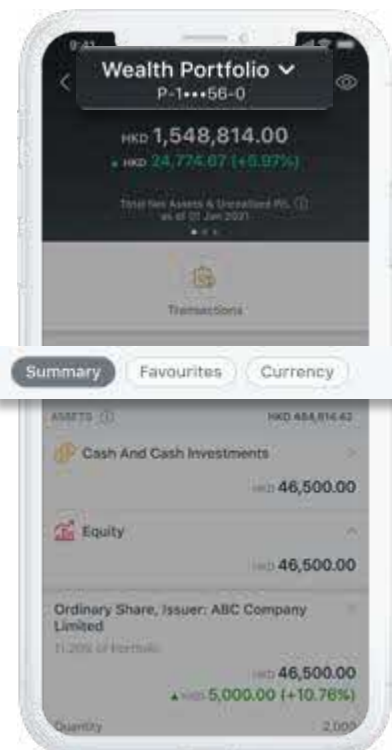 9:41
Wealth Portfolio
P-1•••56-0
HKD 1,548,814.00
HKD 24,774.67 (+5.97%)
Total Net Assets & Unrealised P/L
as of 01 Jan 2021
Transactions
Summary Favourites Currency
ASSETS HKD 484,814.42
Cash And Cash Investments
HKD 46,500.00
Equity
HKD 46,500.00
Ordinary Share, Issuer: ABC Company
Limited
11.20% of Portfolio
HKD 46,500.00
▲ HKD 5,000.00 (+10.76%)
Quantity 2,000